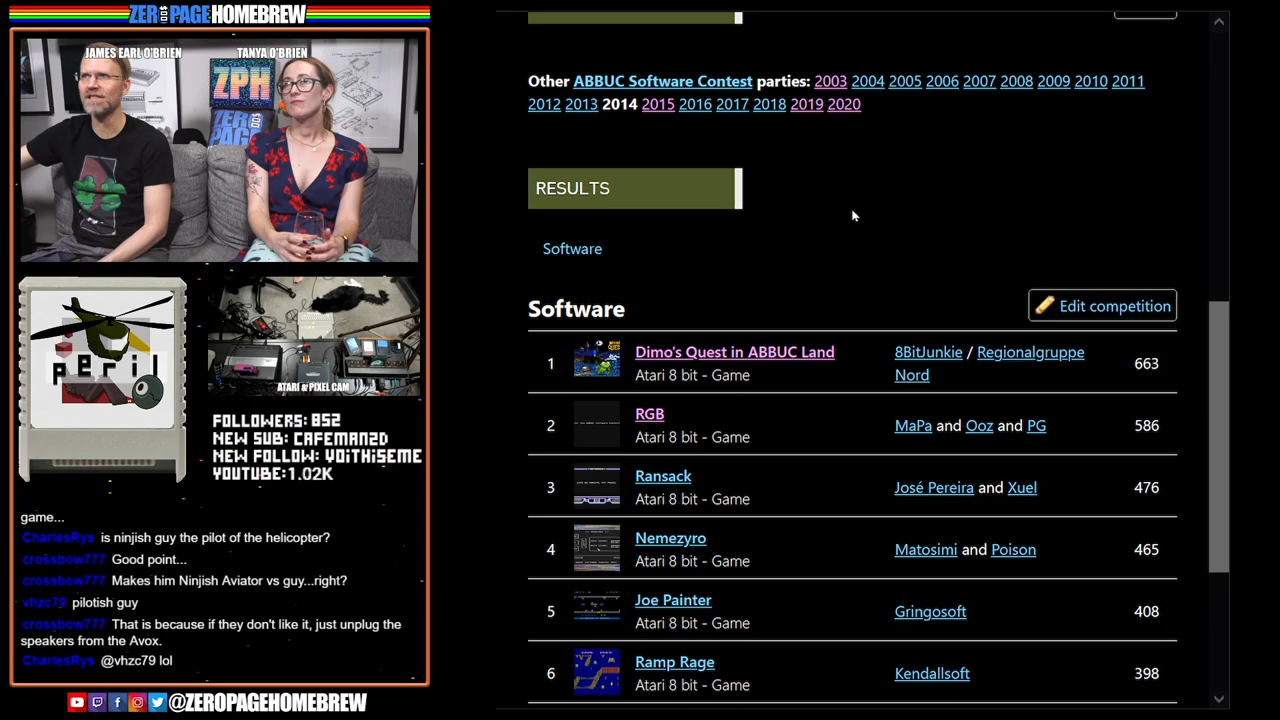 ZEROPAGE HOMEBREW
JAMES EARL O'BRIEN
TANYA O'BRIEN
ZPH
ZERO
PAGE
peril
ATARI & PIXEL CAM
FOLLOWERS: 852
NEW SUB: CAFEMAN2D
NEW FOLLOW: VOITHISEME
YOUTUBE: 1.02K
game...
CharlesRys is ninjish guy the pilot of the helicopter?
crossbow777 Good point...
crossbow777 Makes him Ninjish Aviator vs guy...right?
vhzc79 pilotish guy
crossbow777 That is because if they don't like it, just unplug the
speakers from the Avox.
CharlesRys @vhzc79 lol
@ZEROPAGEHOMEBREW
Other ABBUC Software Contest parties: 2003 2004 2005 2006 2007 2008 2009 2010 2011
2012 2013 2014 2015 2016 2017 2018 2019 2020
RESULTS
Software
Software
Edit competition
1 Dimo's Quest in ABBUC Land 8BitJunkie / Regionalgruppe 663
Atari 8 bit - Game Nord
2 RGB MaPa and Ooz and PG 586
Atari 8 bit - Game
3 Ransack José Pereira and Xuel 476
Atari 8 bit - Game
4 Nemezyro Matosimi and Poison 465
Atari 8 bit - Game
5 Joe Painter Gringosoft 408
Atari 8 bit - Game
6 Ramp Rage Kendallsoft 398
Atari 8 bit - Game